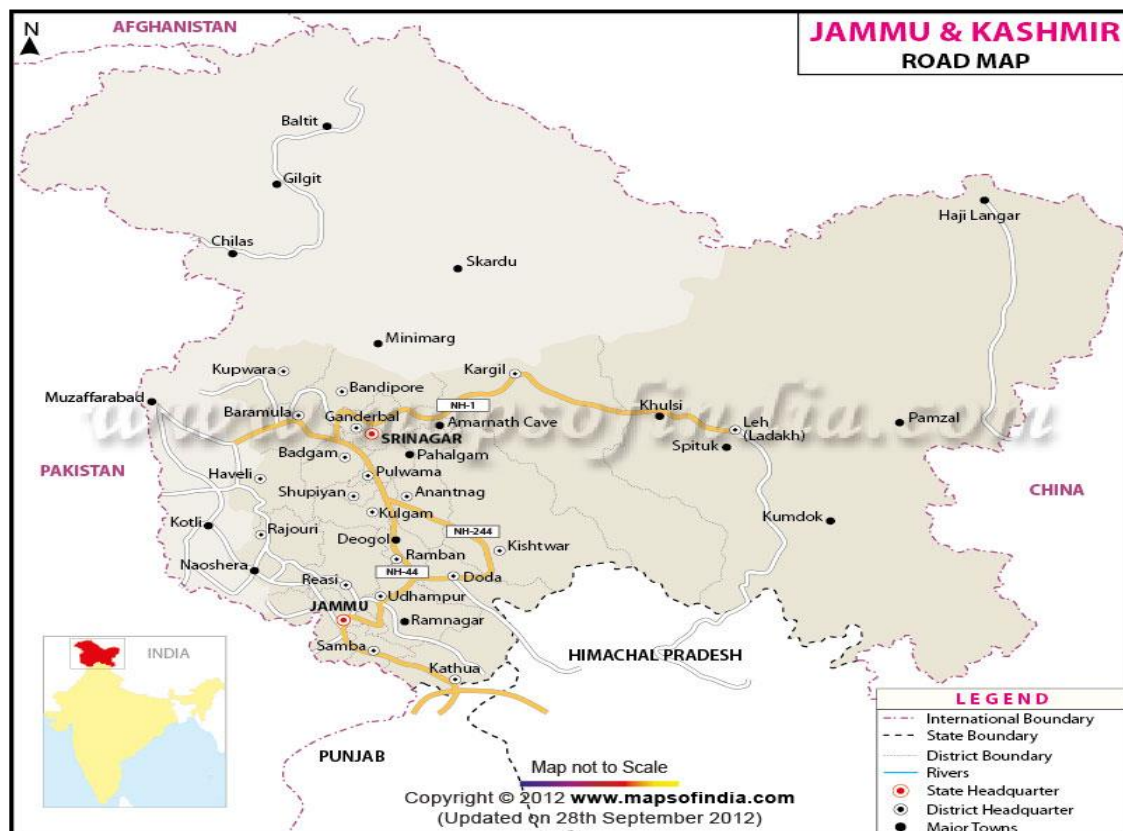 AFGHANISTAN
N
JAMMU & KASHMIR
ROAD MAP
Baltit
Gilgit
Haji Langar
Chilas
Skardu
Minimarg
Kupwara
Kargil
Bandipore
Muzaffarabad
NH-1
Baramula
Ganderbal
Khulsi
www.mapsofindia.com
Amarnath Cave
Pamzal
Leh
(Ladakh)
SRINAGAR
Spituk
Badgam
Pahalgam
PAKISTAN
Haveli
Pulwama
CHINA
Shupiyan
Anantnag
Kulgam
Kotli
Kumdok
Rajouri
NH-244
Deogol
Kishtwar
Ramban
Naoshera
NH-44
Reasi
Doda
Udhampur
JAMMU
Ramnagar
Samba
HIMACHAL PRADESH
INDIA
Kathua
LEGEND
International Boundary
State Boundary
District Boundary
Rivers
State Headquarter
District Headquarter
Major Towns
PUNJAB
Map not to Scale
Copyright © 2012 www.mapsofindia.com
(Updated on 28th September 2012)